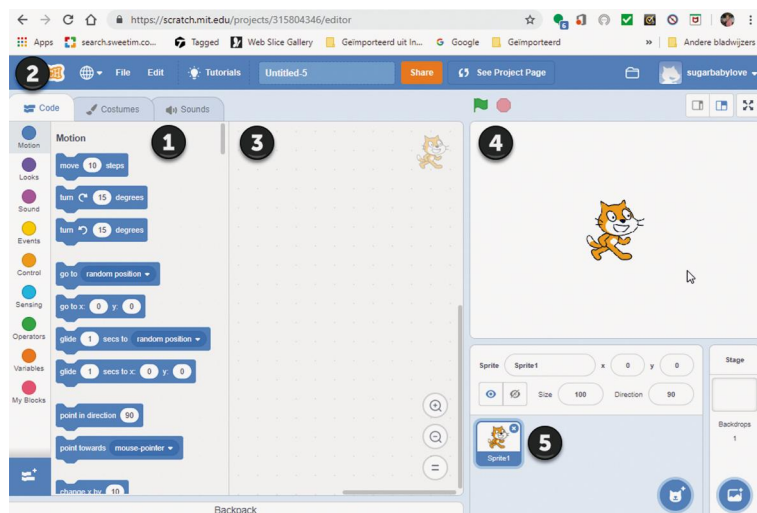 https://scratch.mit.edu/projects/315804346/editor
6
Apps search.sweetim.co... Tagged Web Slice Gallery Geïmporteerd uit In... G Google Geïmporteerd » Andere bladwijzers
2 File Edit Tutorials Untitled-5 Share See Project Page sugarbabylove
Code Costumes Sounds
1 3 4
Motion
Looks
Sound
Events
Control
Sensing
Operators
Variables
My Blocks
Motion
move 10 steps
turn 15 degrees
turn 15 degrees
go to random position
go to x: 0 y: 0
glide 1 secs to random position
glide 1 secs to x: 0 y: 0
point in direction 90
point towards mouse-pointer
change x by 10
Sprite Sprite1 x 0 y 0
Size 100 Direction 90
Sprite1
5
Stage
Backdrops
1
Backpack